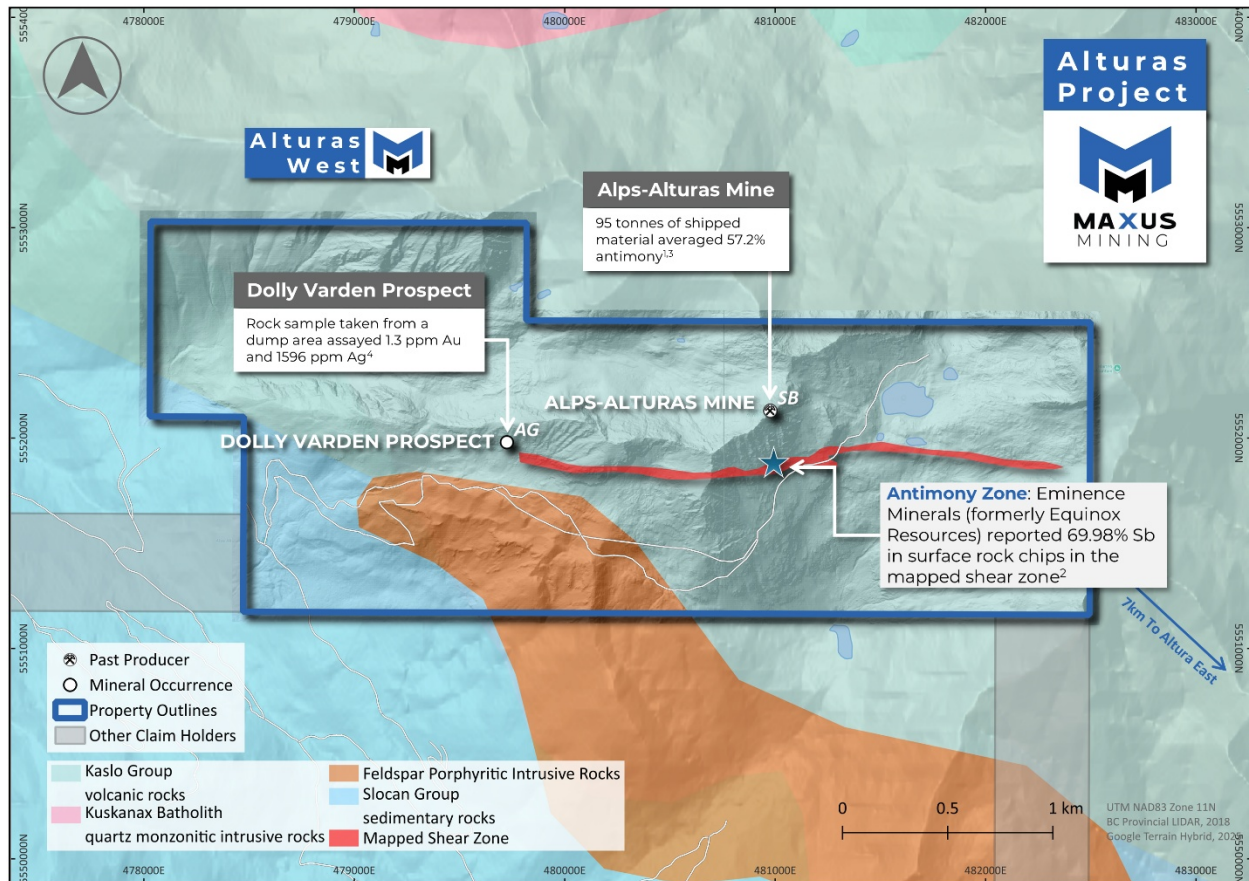 478000E
479000E
480000E
481000E
482000E
483000E
5554000N
4000N
Alturas
Project
MAXUS
MINING
Alturas
West
Alps-Alturas Mine
95 tonnes of shipped
material averaged 57.2%
antimony1,3
5553000N
5553000N
Dolly Varden Prospect
Rock sample taken from a
dump area assayed 1.3 ppm Au
and 1596 ppm Ag4
SB
ALPS-ALTURAS MINE
AG
DOLLY VARDEN PROSPECT
5552000N
5552000N
Antimony Zone: Eminence
Minerals (formerly Equinox
Resources) reported 69.98% Sb
in surface rock chips in the
mapped shear zone2
7km To Altura East
5551000N
5551000N
Past Producer
Mineral Occurrence
Property Outlines
Other Claim Holders
Kaslo Group
volcanic rocks
Kuskanax Batholith
quartz monzonitic intrusive rocks
Feldspar Porphyritic Intrusive Rocks
Slocan Group
sedimentary rocks
Mapped Shear Zone
0 0.5 1 km
UTM NAD83 Zone 11N
BC Provincial LIDAR, 2018
Google Terrain Hybrid,
5550000N
478000E
479000E
480000E
481000E
482000E
483000E